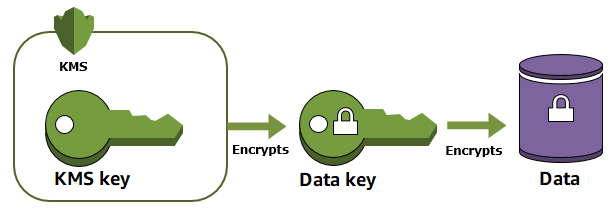 KMS
KMS key
Encrypts
Data key
Encrypts
Data